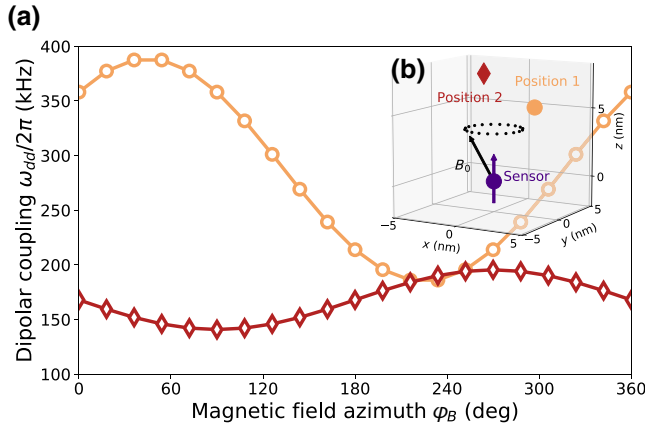 (a)
(b)
Dipolar coupling ω_dd/2π (kHz)
400
350
300
250
200
150
100
0
60
120
180
240
300
360
Magnetic field azimuth φ_B (deg)
Position 1
Position 2
B_0
Sensor
−5
0
5
x (nm)
−5
5
y (nm)
0
5
z (nm)